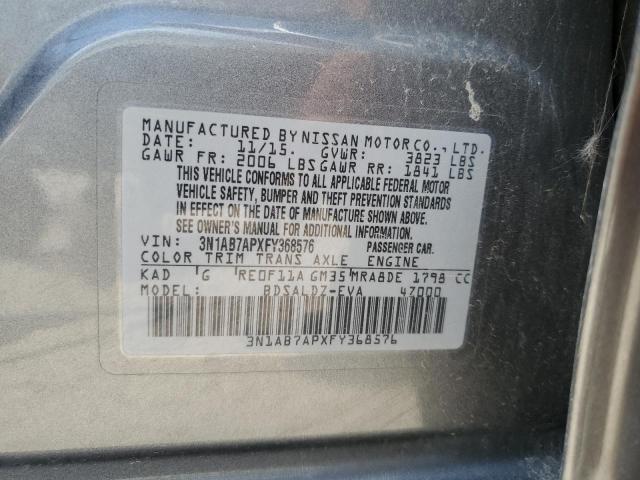 MANUFACTURED BY NISSAN MOTOR CO., LTD.
DATE: 11/15 GVWR: 3823 LBS
GAWR FR: 2006 LBS GAWR RR: 1841 LBS
THIS VEHICLE CONFORMS TO ALL APPLICABLE FEDERAL MOTOR
VEHICLE SAFETY, BUMPER AND THEFT PREVENTION STANDARDS
IN EFFECT ON THE DATE OF MANUFACTURE SHOWN ABOVE.
SEE OWNER'S MANUAL FOR ADDITIONAL INFORMATION.
VIN: 3N1AB7APXFY368576 PASSENGER CAR.
COLOR TRIM TRANS AXLE ENGINE
KAD G RE0F11A GM35 MRA8DE 1798 CC
MODEL: BDSALDZ-EVA 47000
3N1AB7APXFY368576